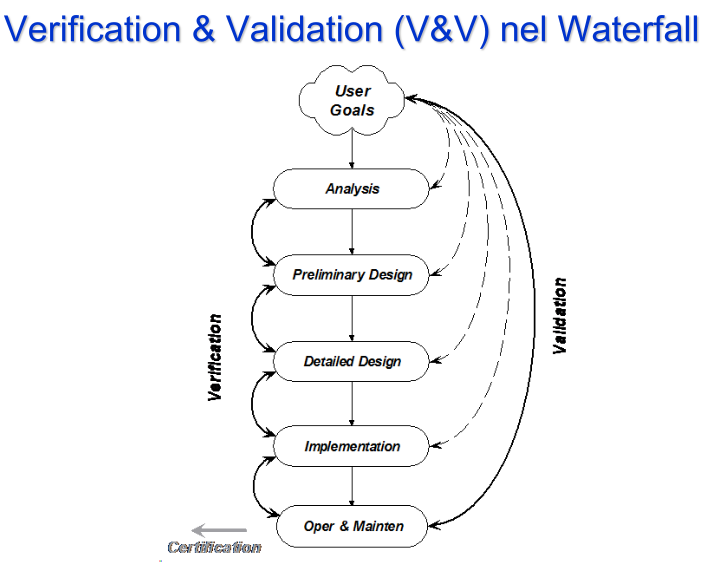 Verification & Validation (V&V) nel Waterfall
User
Goals
Analysis
Preliminary Design
Detailed Design
Implementation
Oper & Mainten
Verification
Validation
Certification